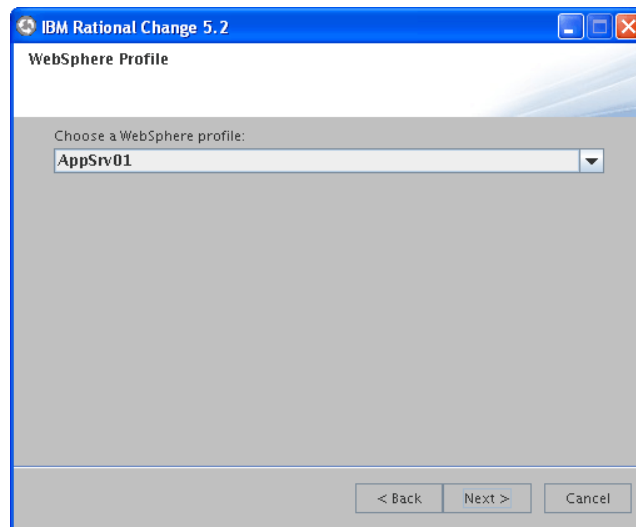 IBM Rational Change 5.2
WebSphere Profile
Choose a WebSphere profile:
AppSrv01
< Back Next > Cancel